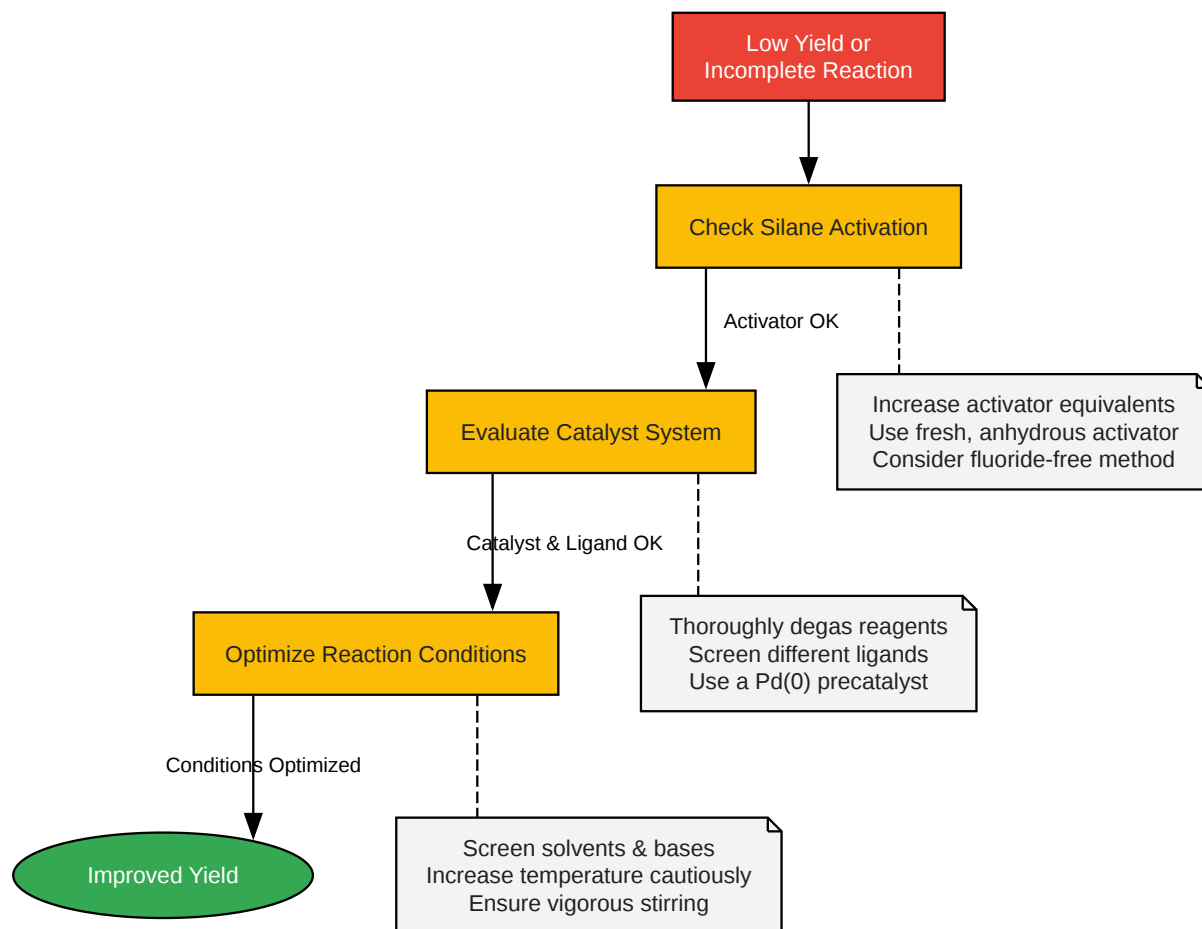 Low Yield or
Incomplete Reaction
Check Silane Activation
Activator OK
Increase activator equivalents
Use fresh, anhydrous activator
Consider fluoride-free method
Evaluate Catalyst System
Catalyst & Ligand OK
Thoroughly degas reagents
Screen different ligands
Use a Pd(0) precatalyst
Optimize Reaction Conditions
Conditions Optimized
Screen solvents & bases
Increase temperature cautiously
Ensure vigorous stirring
Improved Yield